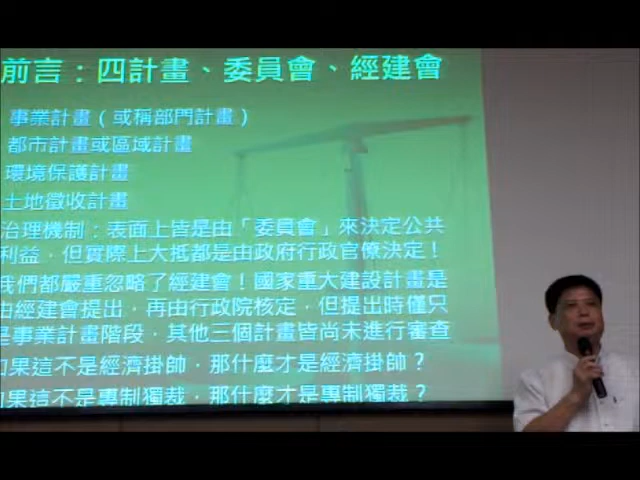 前言：四計畫、委員會、經建會
事業計畫（或稱部門計畫）
都市計畫或區域計畫
環境保護計畫
土地徵收計畫
治理機制：表面上皆是由「委員會」來決定公共
利益，但實際上大抵都是由政府行政官僚決定！
我們都嚴重忽略了經建會！國家重大建設計畫是
由經建會提出，再由行政院核定，但提出時僅只
是事業計畫階段，其他三個計畫皆尚未進行審查
如果這不是經濟掛帥，那什麼才是經濟掛帥？
如果這不是專制獨裁，那什麼才是專制獨裁？